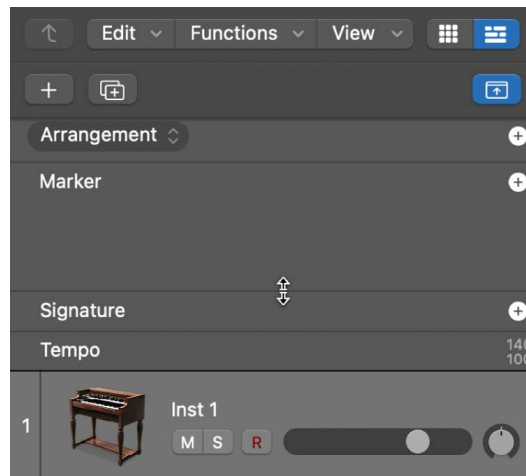 Edit Functions View
Arrangement
Marker
Signature
Tempo
1
Inst 1
M S R